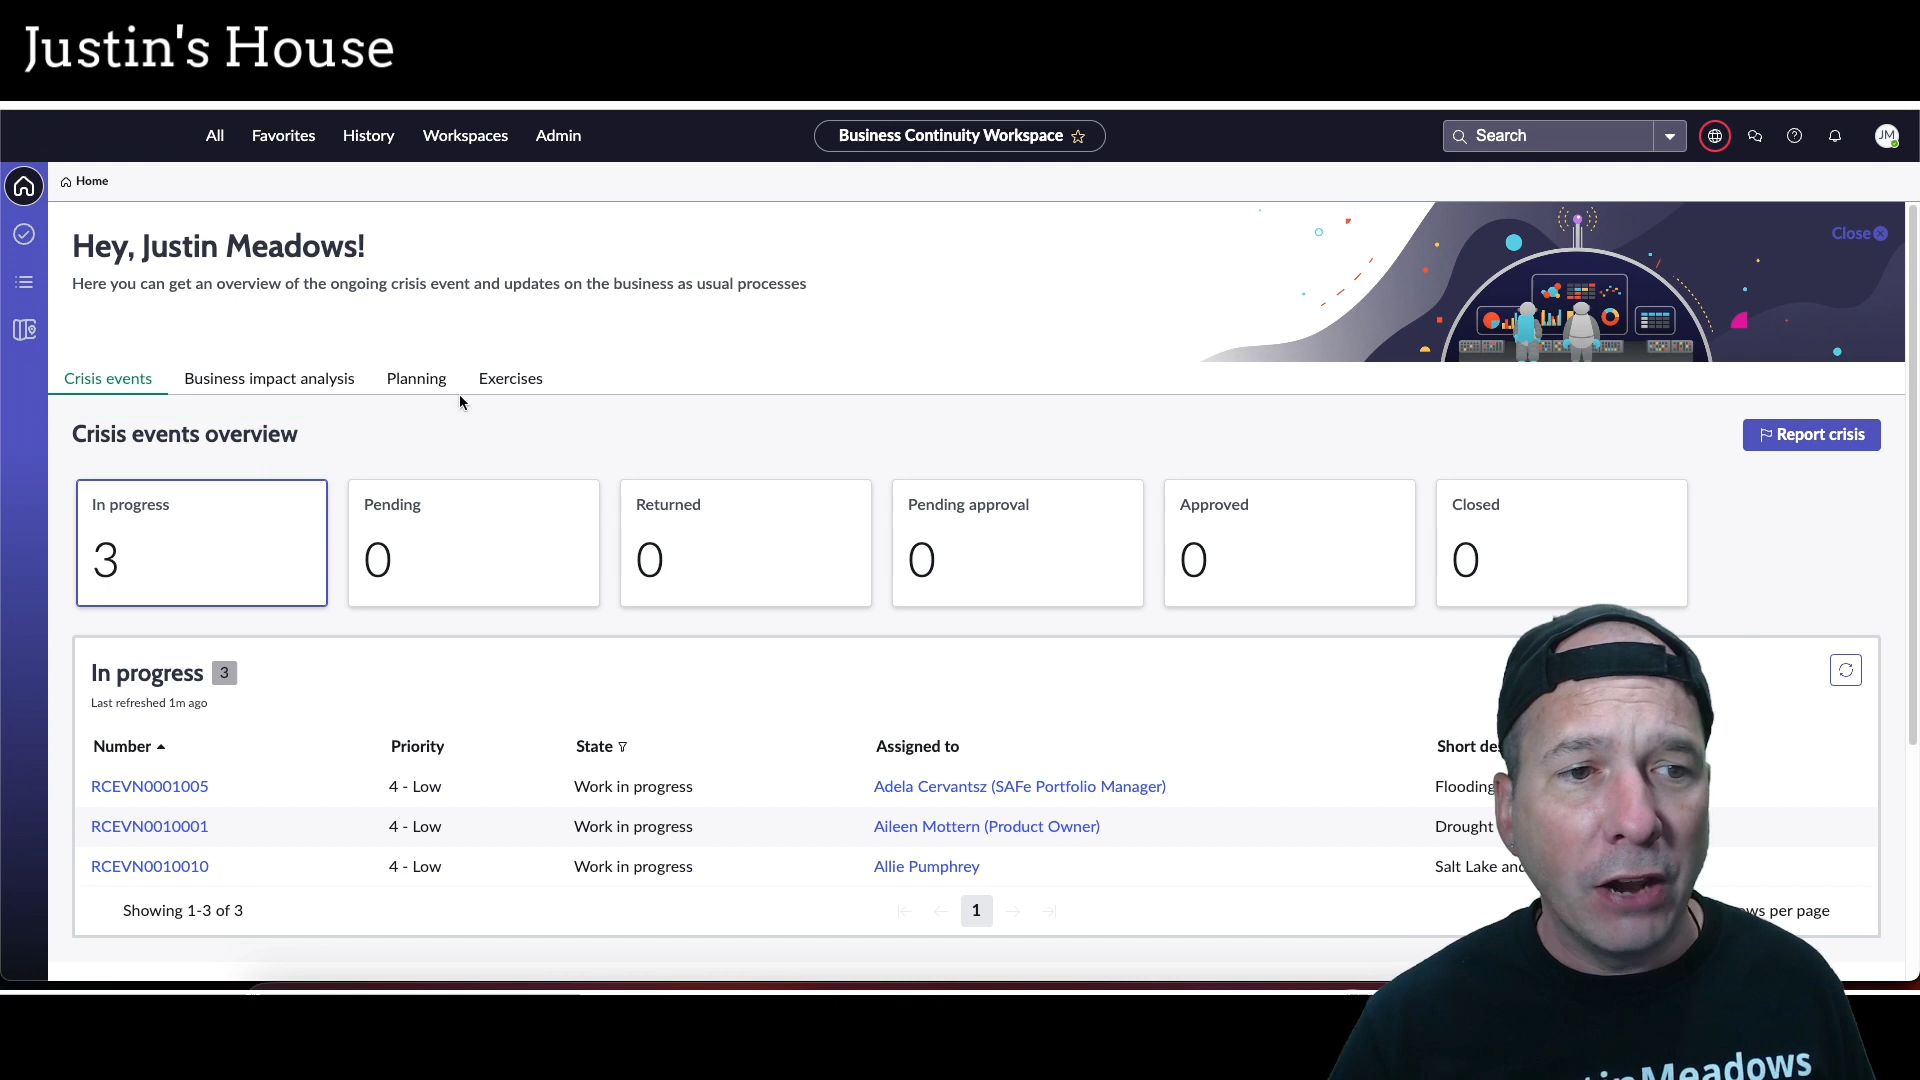 Justin's House
All Favorites History Workspaces Admin
Business Continuity Workspace
Search
JM
Home
Hey, Justin Meadows!
Here you can get an overview of the ongoing crisis event and updates on the business as usual processes
Close
Crisis events Business impact analysis Planning Exercises
Crisis events overview
Report crisis
In progress Pending Returned Pending approval Approved Closed
3 0 0 0 0 0
In progress 3
Last refreshed 1m ago
Number Priority State Assigned to Short
RCEVN0001005 4 - Low Work in progress Adela Cervantsz (SAFe Portfolio Manager) Flooding
RCEVN0010001 4 - Low Work in progress Aileen Mottern (Product Owner) Drought
RCEVN0010010 4 - Low Work in progress Allie Pumphrey Salt Lake and
Showing 1-3 of 3 1 per page
Meadows